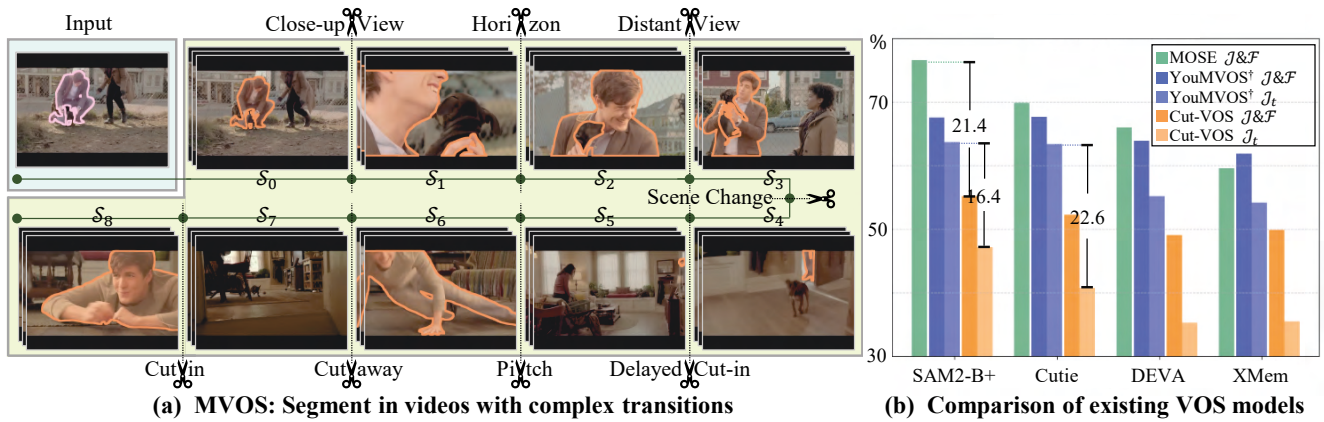 Input
Close-up View
Horizon
Distant View
S₀
S₁
S₂
S₃
Scene Change
S₈
S₇
S₆
S₅
S₄
Cut in
Cut away
Pitch
Delayed Cut-in
(a) MVOS: Segment in videos with complex transitions
%
70
50
30
MOSE J&F
YouMVOS† J&F
YouMVOS† Jₜ
Cut-VOS J&F
Cut-VOS Jₜ
21.4
16.4
22.6
SAM2-B+
Cutie
DEVA
XMem
(b) Comparison of existing VOS models